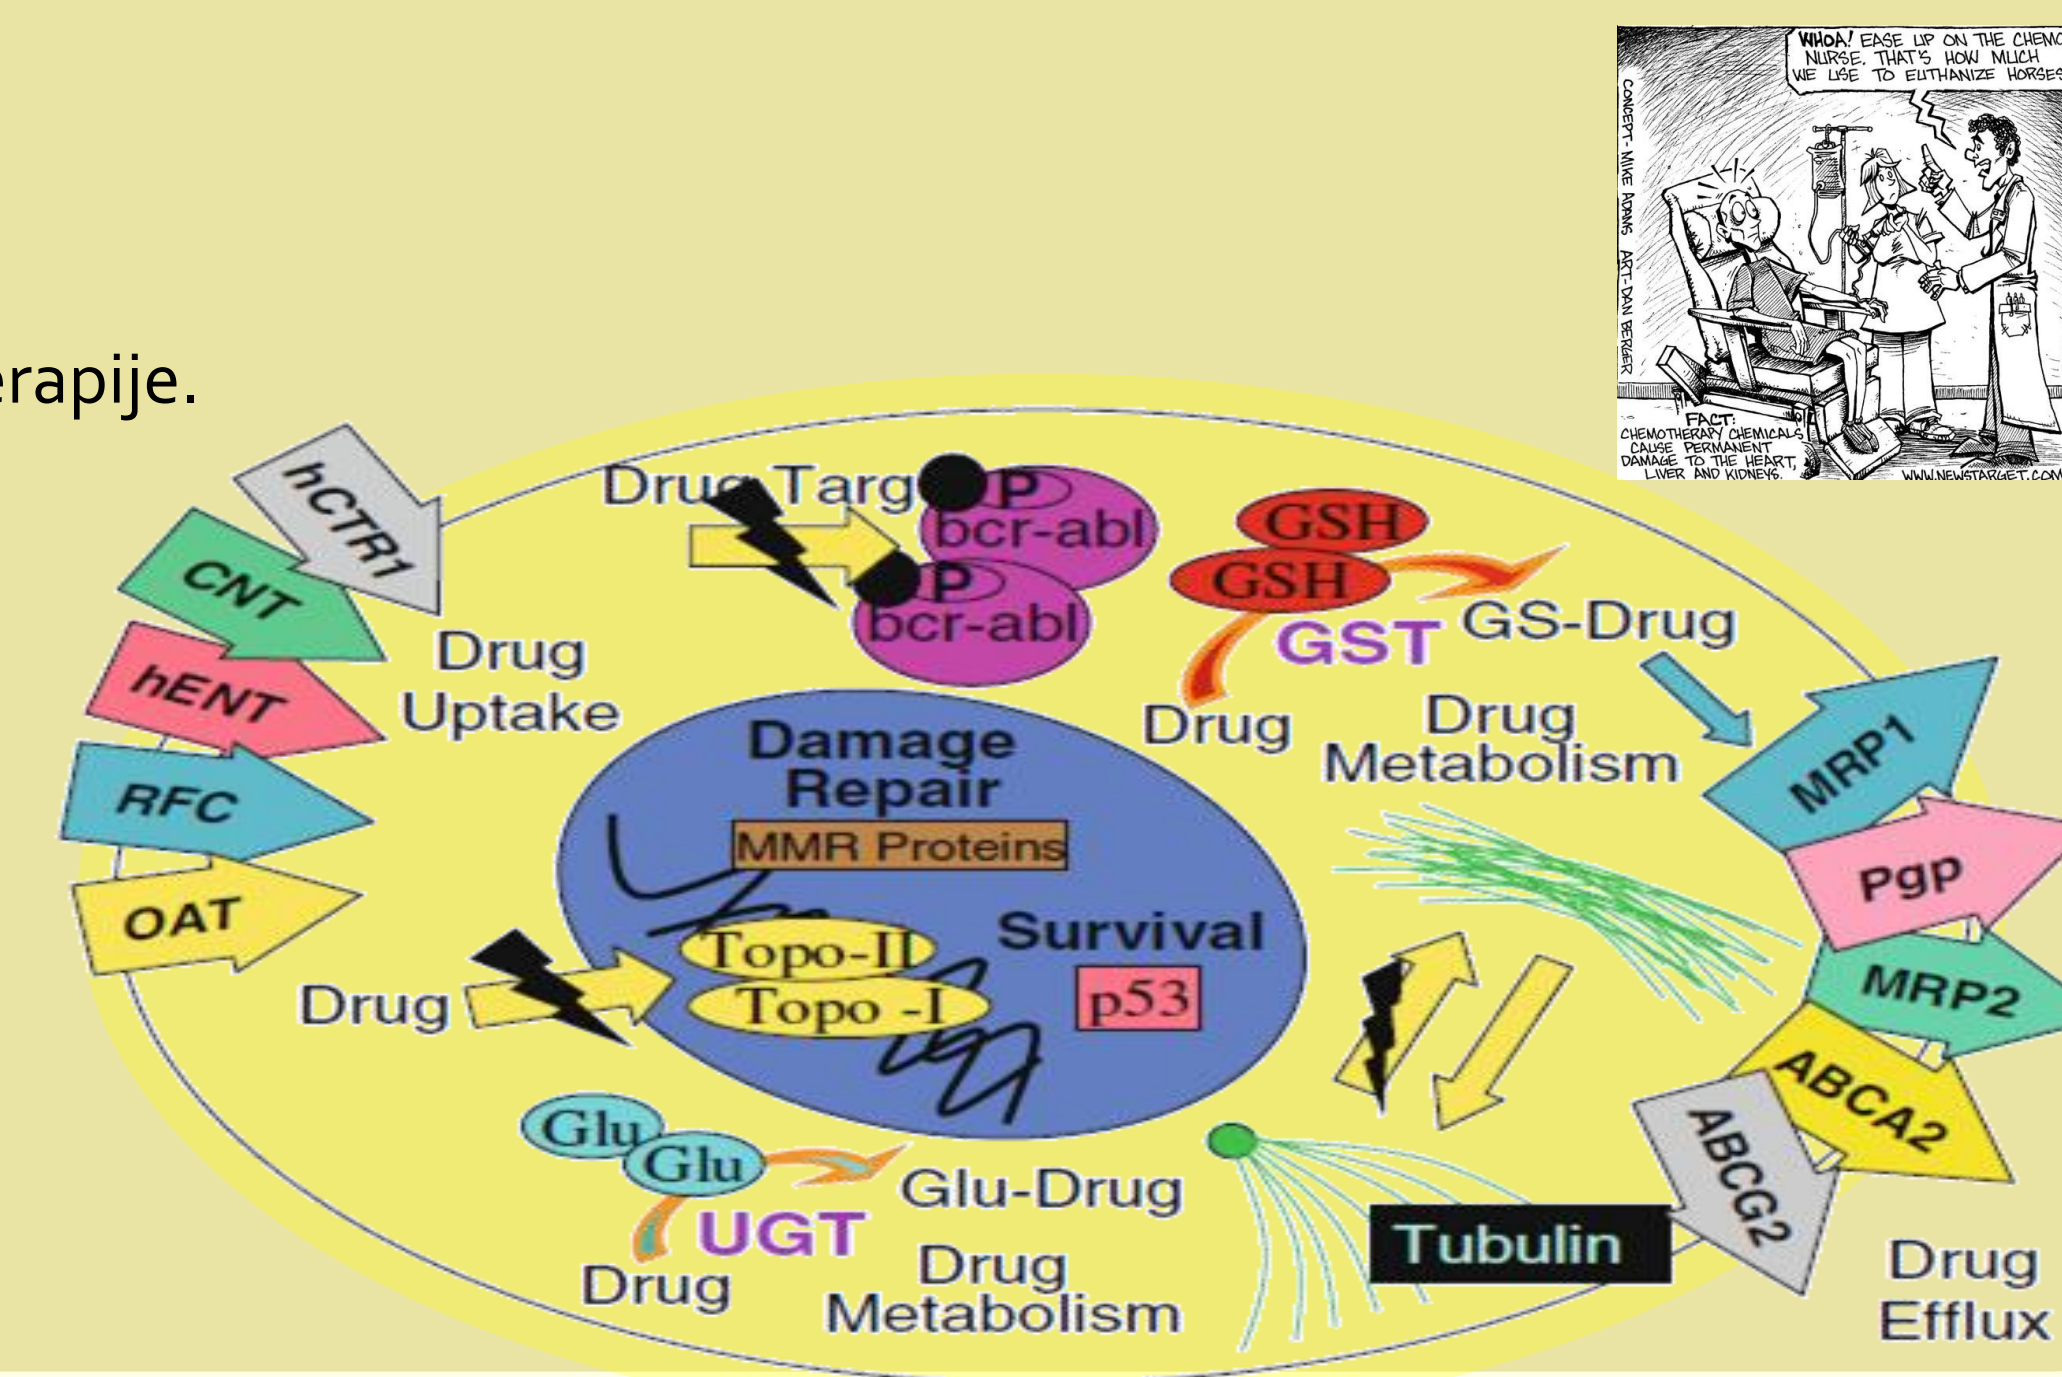 WHOA! EASE UP ON THE CHEMO
NURSE. THAT'S HOW MUCH
WE USE TO EUTHANIZE HORSES
CONCEPT- MIKE ADAMS ART- DAN BERGER
FACT:
CHEMOTHERAPY CHEMICALS
CAUSE PERMANENT
DAMAGE TO THE HEART,
LIVER AND KIDNEYS.
WWW.NEWSTARGET.COM
erapije.
hCTR1
CNT
hENT
RFC
OAT
Drug
Uptake
Drug Targ
P
bcr-abl
P
bcr-abl
GSH
GSH
GST
GS-Drug
Drug
Drug
Metabolism
Damage
Repair
MMR Proteins
Topo-II
Topo -I
Survival
p53
Drug
Glu
Glu
UGT
Glu-Drug
Drug
Drug
Metabolism
Tubulin
MRP1
Pgp
MRP2
ABCA2
ABCG2
Drug
Efflux